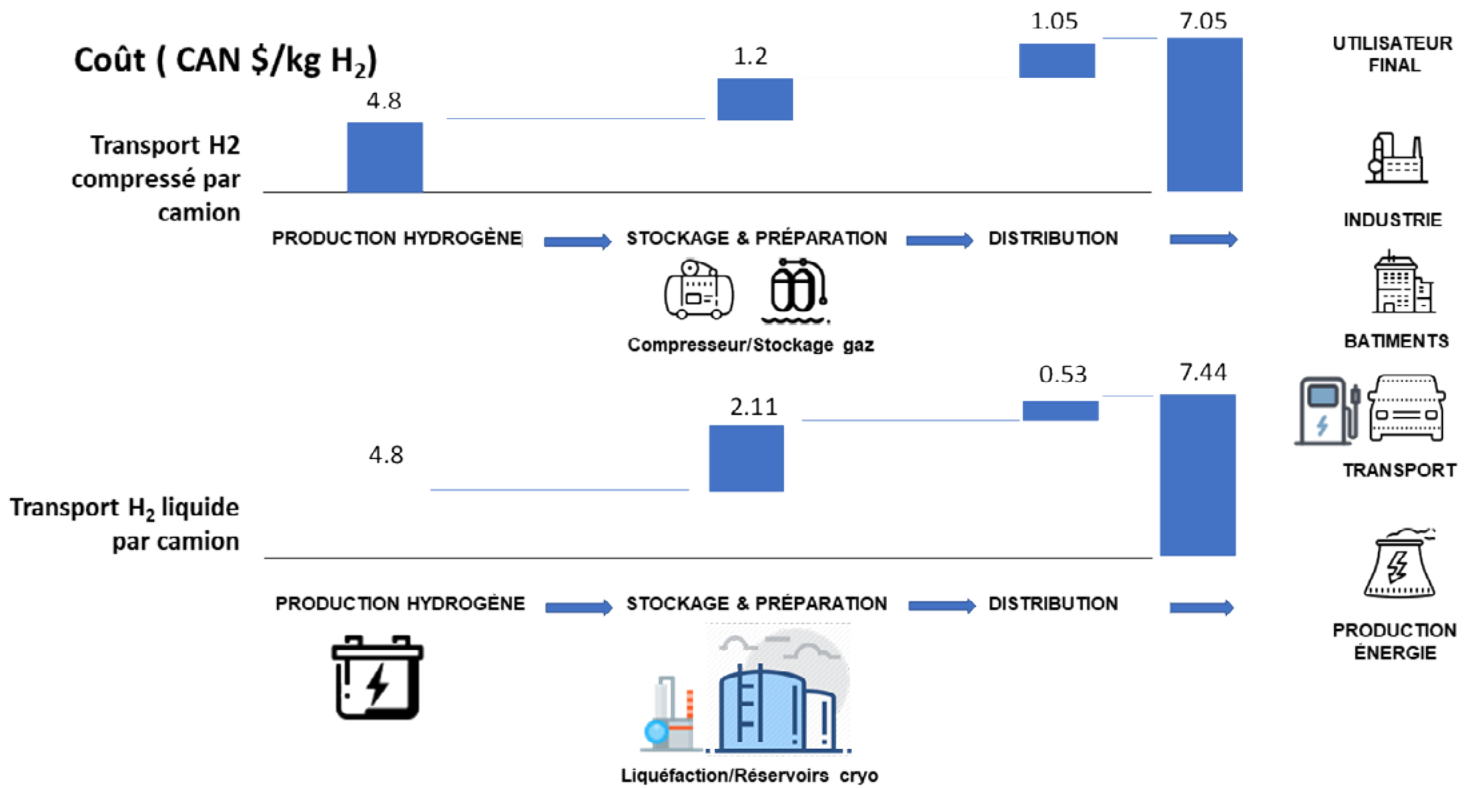 Coût ( CAN $/kg H₂)
Transport H2
compressé par
camion
4.8
1.2
1.05
7.05
PRODUCTION HYDROGÈNE
STOCKAGE & PRÉPARATION
DISTRIBUTION
Compresseur/Stockage gaz
Transport H₂ liquide
par camion
4.8
2.11
0.53
7.44
PRODUCTION HYDROGÈNE
STOCKAGE & PRÉPARATION
DISTRIBUTION
Liquéfaction/Réservoirs cryo
UTILISATEUR
FINAL
INDUSTRIE
BATIMENTS
TRANSPORT
PRODUCTION
ÉNERGIE